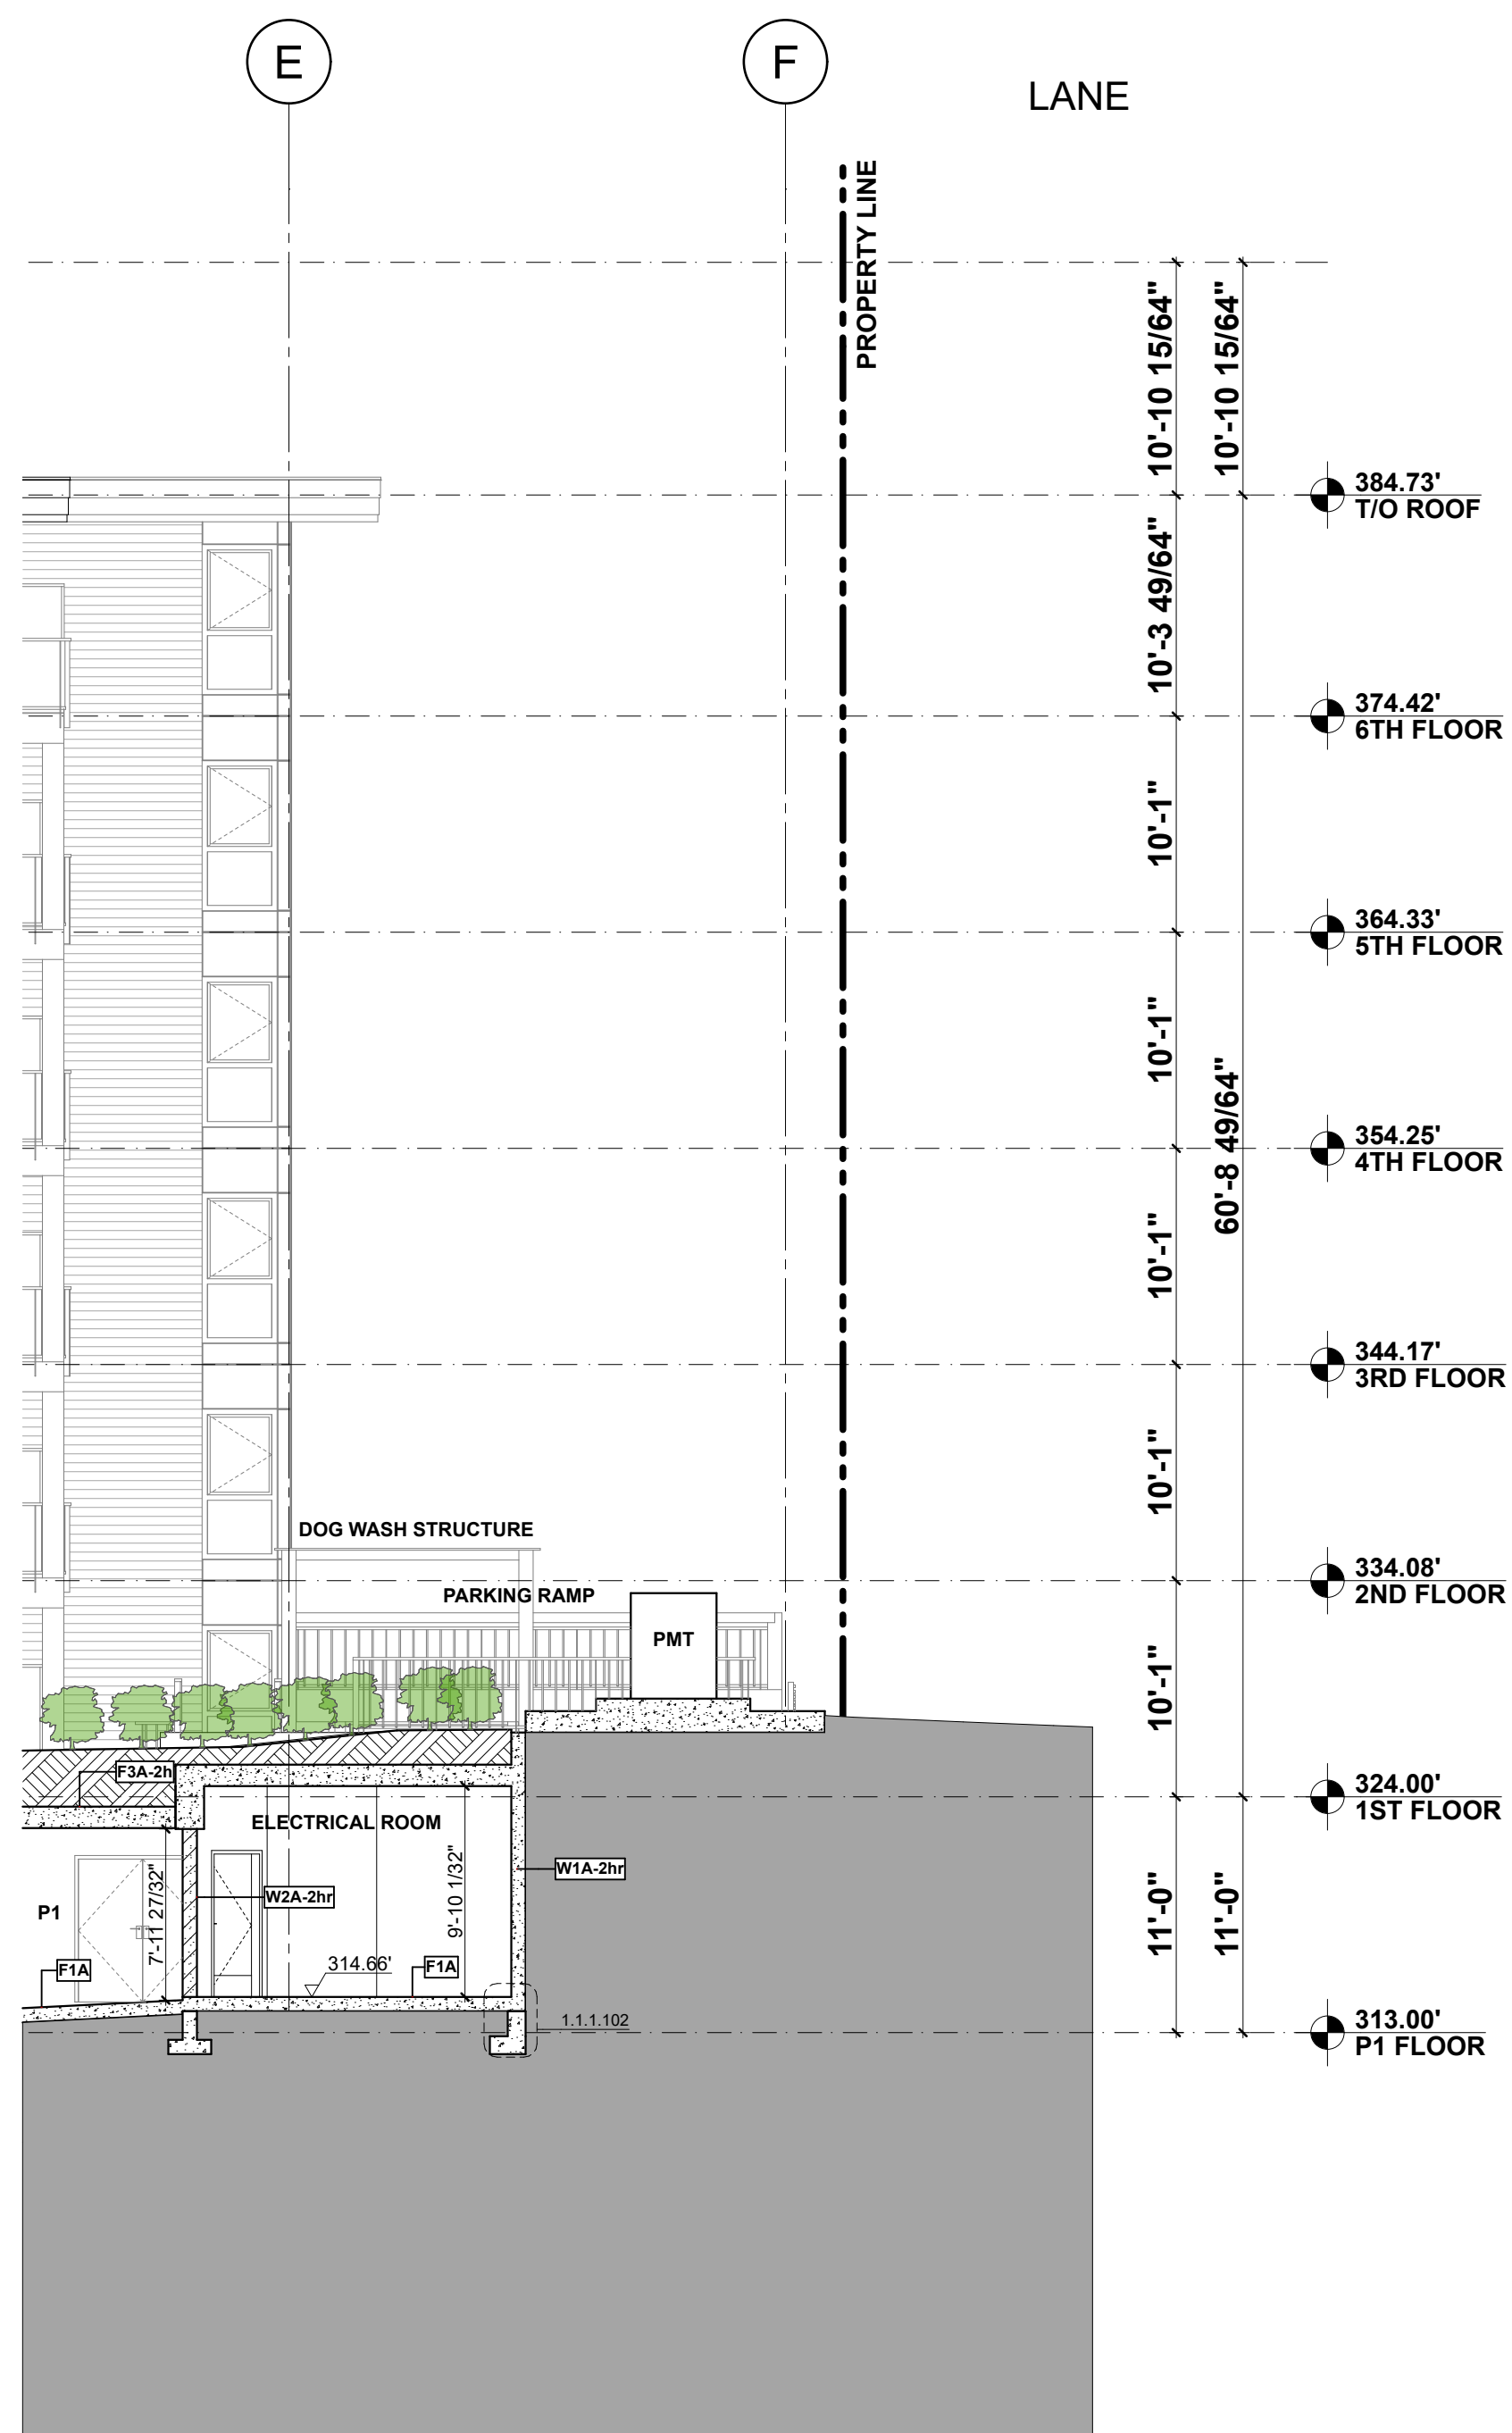 E
F
LANE
PROPERTY LINE
10'-10 15/64"
10'-10 15/64"
384.73'
T/O ROOF
10'-3 49/64"
374.42'
6TH FLOOR
10'-1"
364.33'
5TH FLOOR
10'-1"
60'-8 49/64"
354.25'
4TH FLOOR
10'-1"
344.17'
3RD FLOOR
10'-1"
DOG WASH STRUCTURE
334.08'
2ND FLOOR
PARKING RAMP
PMT
10'-1"
F3A-2h
324.00'
1ST FLOOR
ELECTRICAL ROOM
W1A-2hr
W2A-2hr
P1
7'-11 27/32"
9'-10 1/32"
11'-0"
11'-0"
F1A
314.66'
F1A
1.1.1.102
313.00'
P1 FLOOR